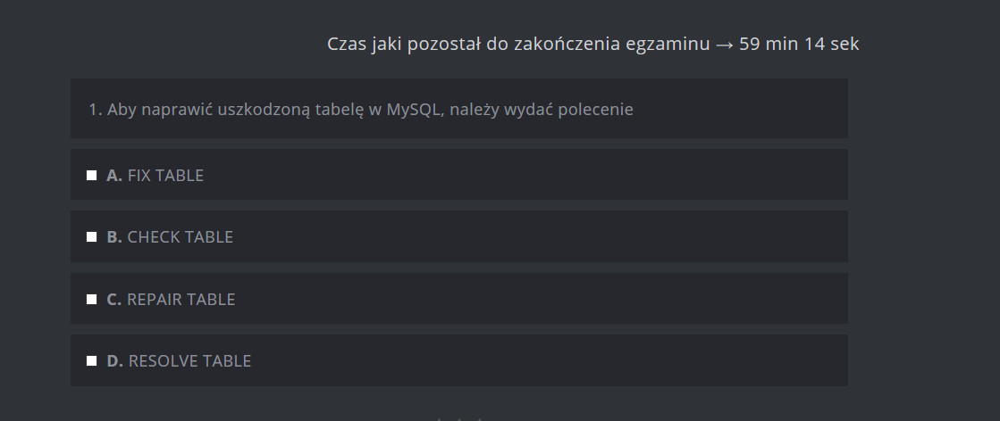 Czas jaki pozostał do zakończenia egzaminu → 59 min 14 sek
1. Aby naprawić uszkodzoną tabelę w MySQL, należy wydać polecenie
A. FIX TABLE
B. CHECK TABLE
C. REPAIR TABLE
D. RESOLVE TABLE